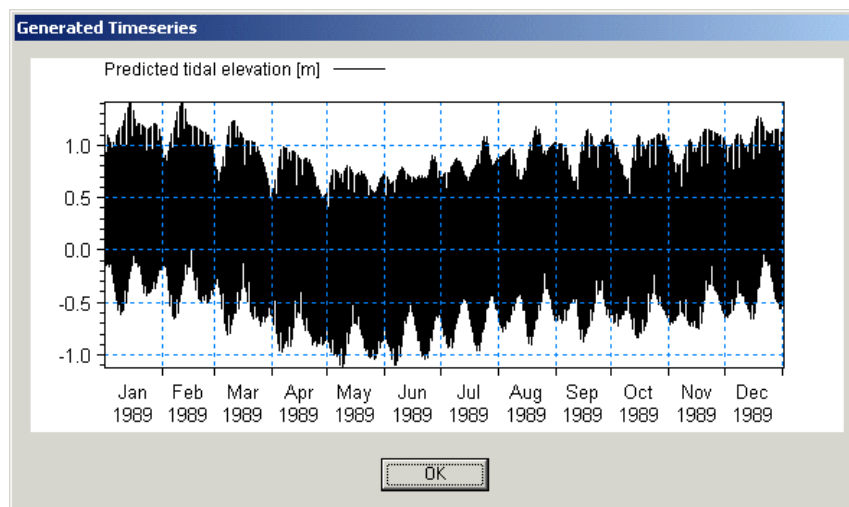 Generated Timeseries
Predicted tidal elevation [m]
1.0
0.5
0.0
-0.5
-1.0
Jan Feb Mar Apr May Jun Jul Aug Sep Oct Nov Dec
1989 1989 1989 1989 1989 1989 1989 1989 1989 1989 1989 1989
OK